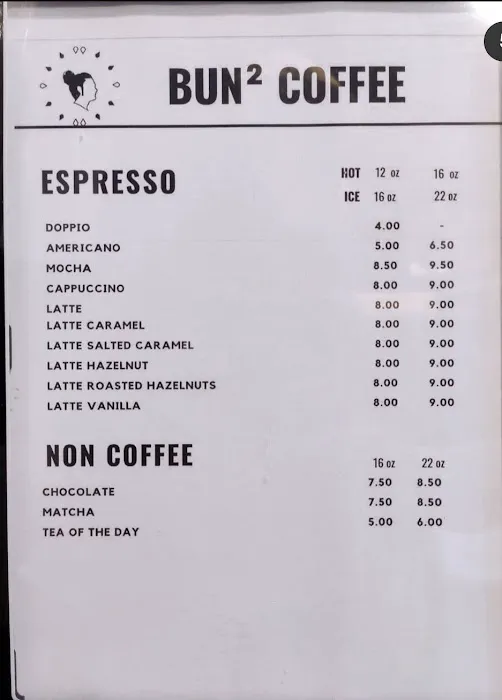 BUN² COFFEE
ESPRESSO HOT 12 oz 16 oz
ICE 16 oz 22 oz
DOPPIO 4.00 -
AMERICANO 5.00 6.50
MOCHA 8.50 9.50
CAPPUCCINO 8.00 9.00
LATTE 8.00 9.00
LATTE CARAMEL 8.00 9.00
LATTE SALTED CARAMEL 8.00 9.00
LATTE HAZELNUT 8.00 9.00
LATTE ROASTED HAZELNUTS 8.00 9.00
LATTE VANILLA 8.00 9.00
NON COFFEE 16 oz 22 oz
CHOCOLATE 7.50 8.50
MATCHA 7.50 8.50
TEA OF THE DAY 5.00 6.00